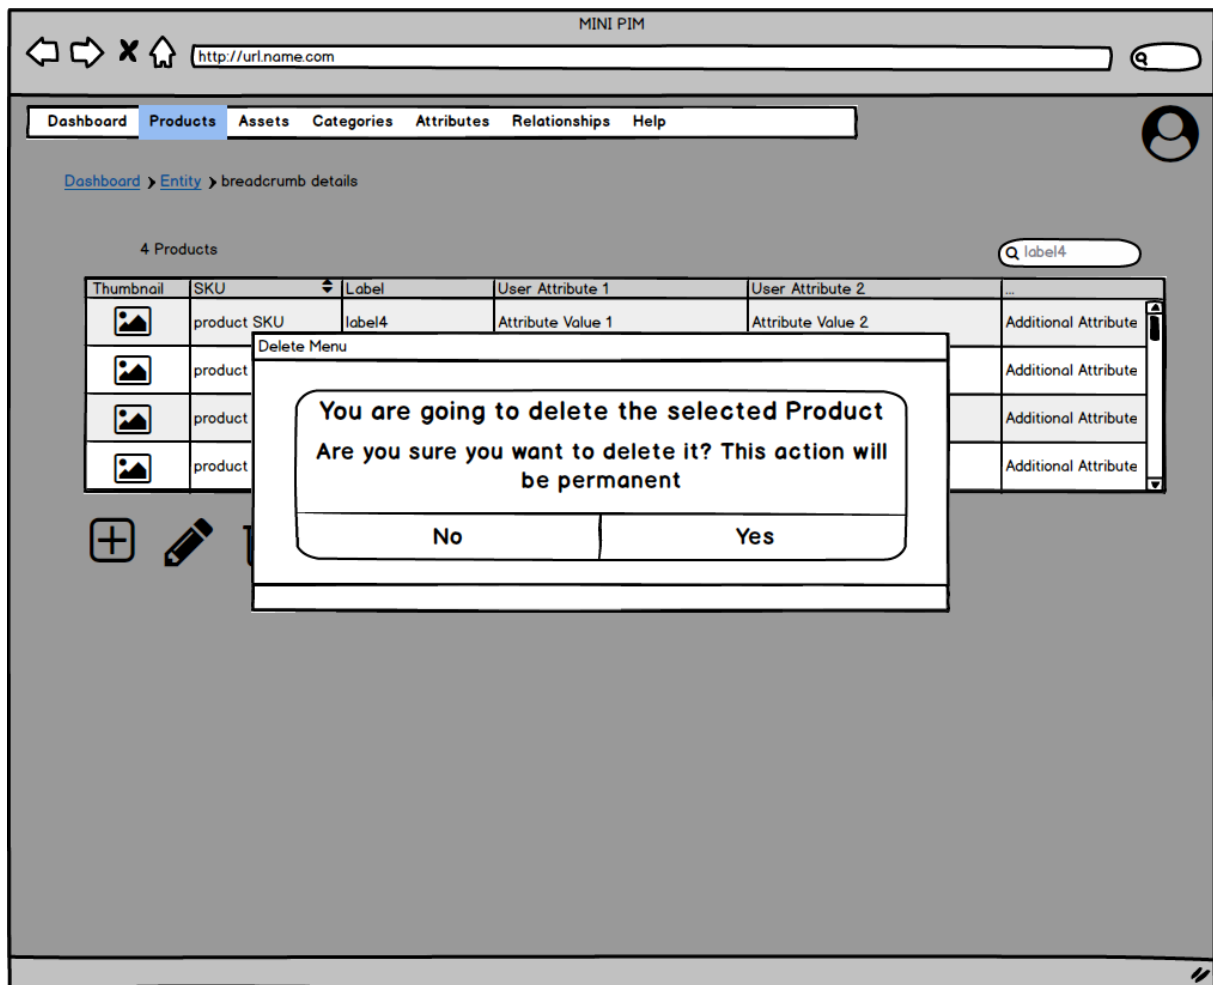 MINI PIM
http://url.name.com
Dashboard Products Assets Categories Attributes Relationships Help
Dashboard > Entity > breadcrumb details
4 Products
label4
Thumbnail SKU Label User Attribute 1 User Attribute 2 ...
product SKU label4 Attribute Value 1 Attribute Value 2 Additional Attribute
Delete Menu
product Additional Attribute
You are going to delete the selected Product
product Additional Attribute
Are you sure you want to delete it? This action will
be permanent
product Additional Attribute
No Yes